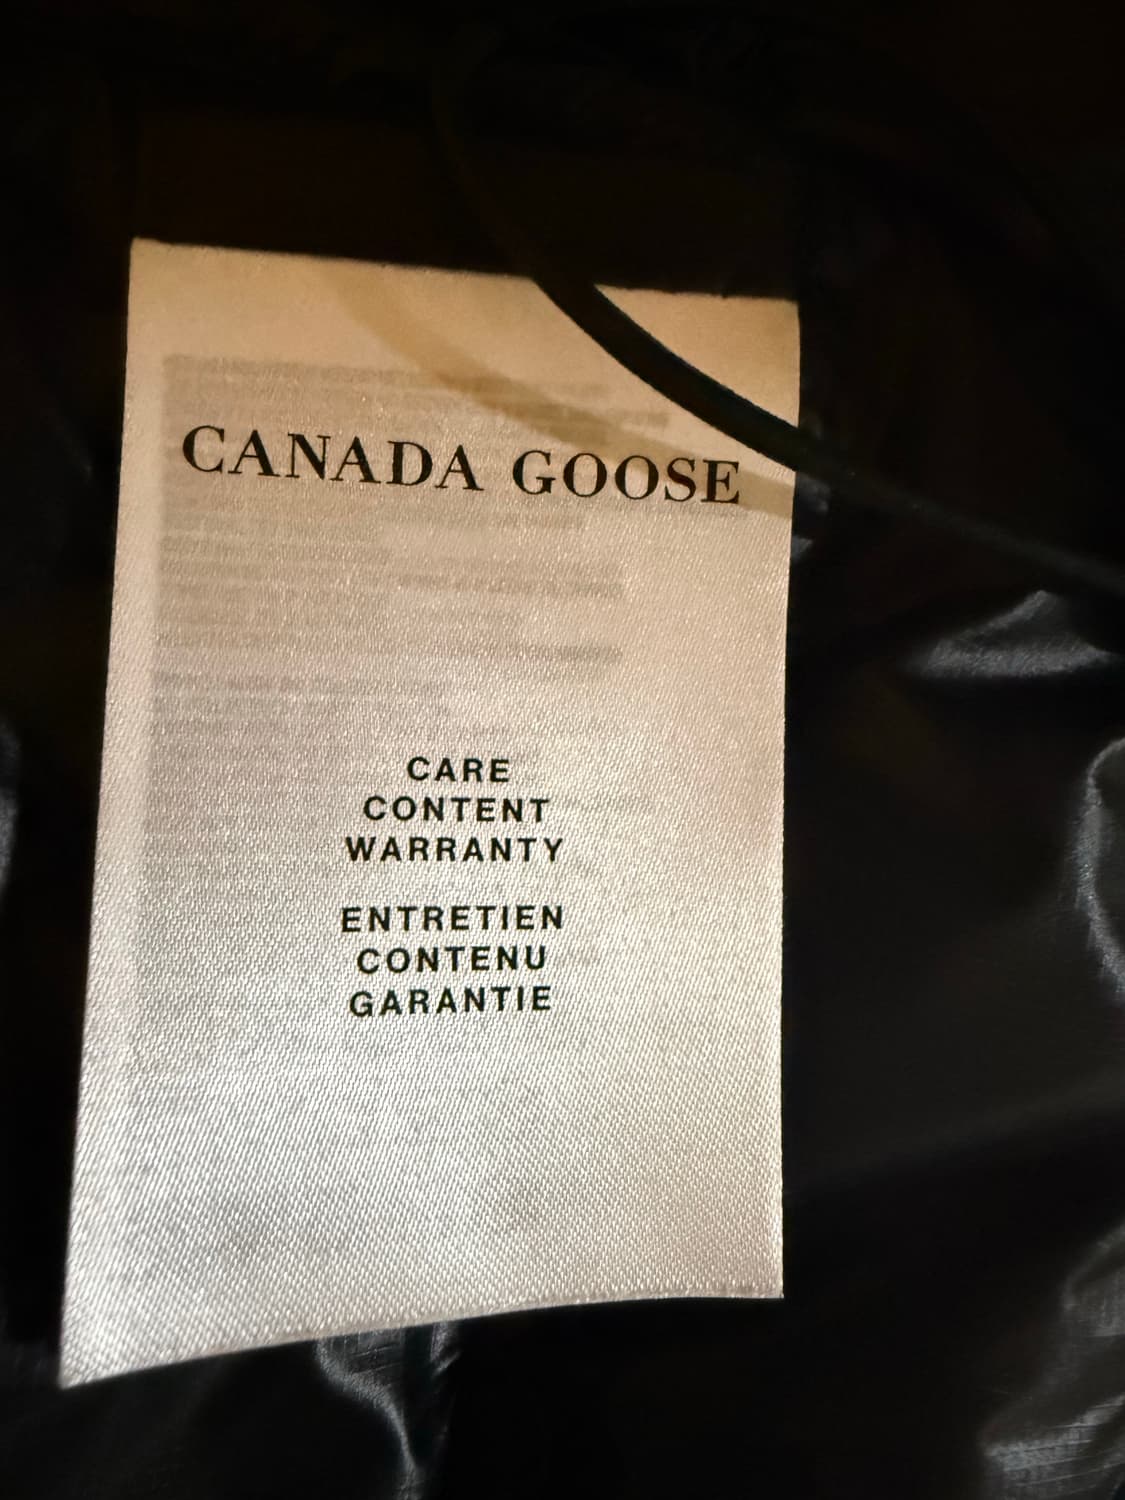 CANADA GOOSE
CARE
CONTENT
WARRANTY
ENTRETIEN
CONTENU
GARANTIE